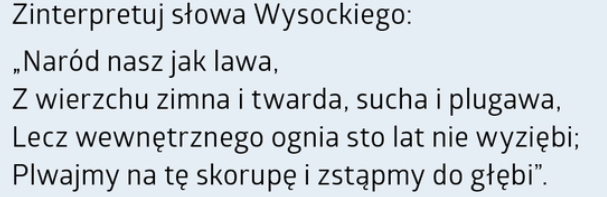 Zinterpretuj słowa Wysockiego:
„Naród nasz jak lawa,
Z wierzchu zimna i twarda, sucha i plugawa,
Lecz wewnętrznego ognia sto lat nie wyziębi;
Plwajmy na tę skorupę i zstąpmy do głębi”.